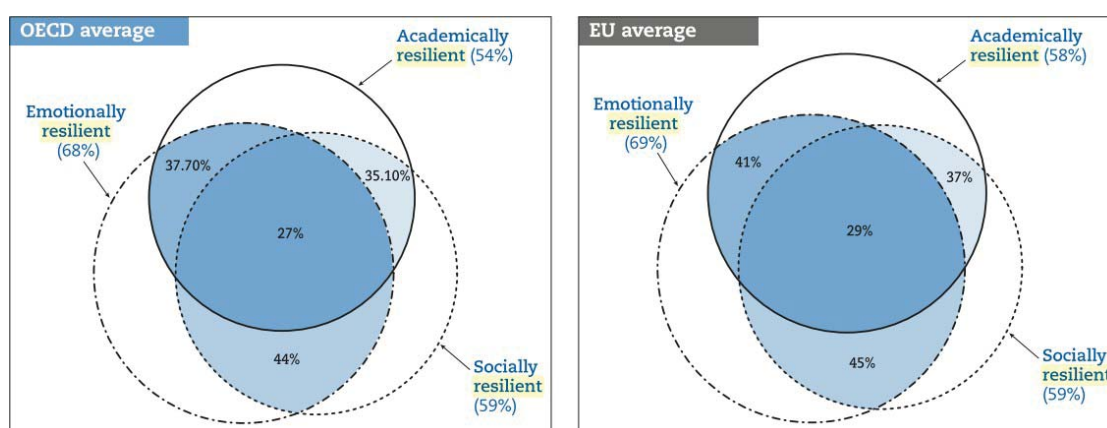 OECD average
Academically
resilient (54%)
Emotionally
resilient
(68%)
37.70%
35.10%
27%
44%
Socially
resilient
(59%)
EU average
Academically
resilient (58%)
Emotionally
resilient
(69%)
41%
37%
29%
45%
Socially
resilient
(59%)